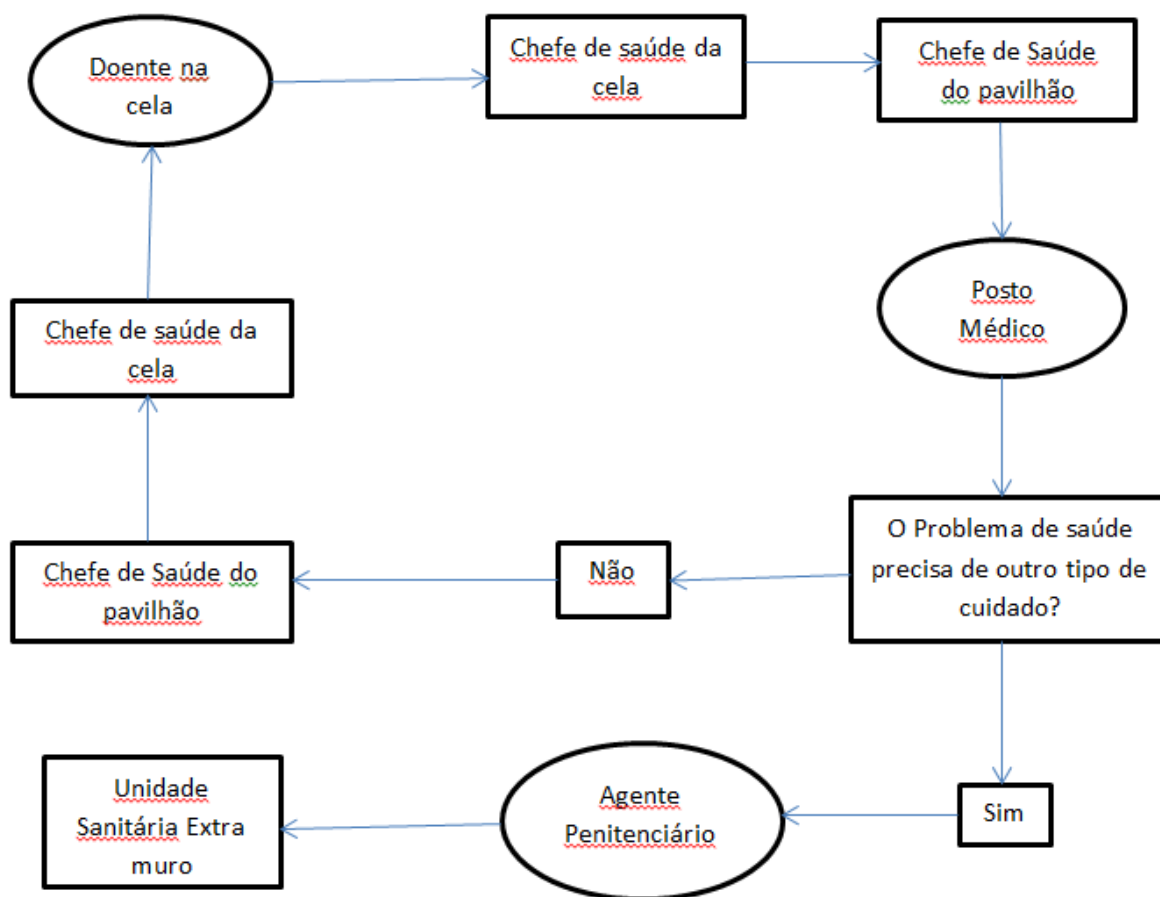 Doente na
cela
Chefe de saúde da
cela
Chefe de Saúde
do pavilhão
Posto
Médico
O Problema de saúde
precisa de outro tipo de
cuidado?
Não
Chefe de Saúde do
pavilhão
Chefe de saúde da
cela
Sim
Agente
Penitenciário
Unidade
Sanitária Extra
muro